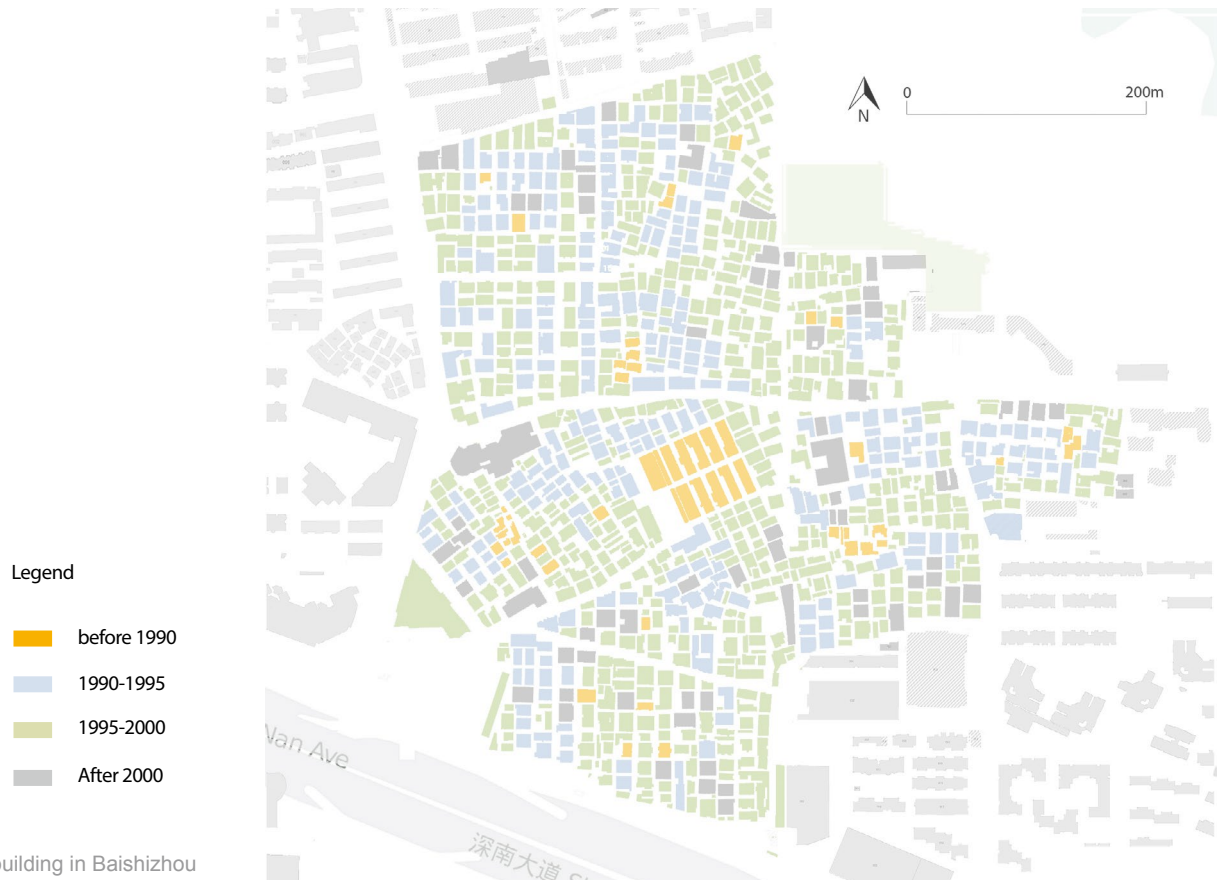 0 200m
N
Legend
before 1990
1990-1995
1995-2000
After 2000
Nan Ave
深南大道
building in Baishizhou